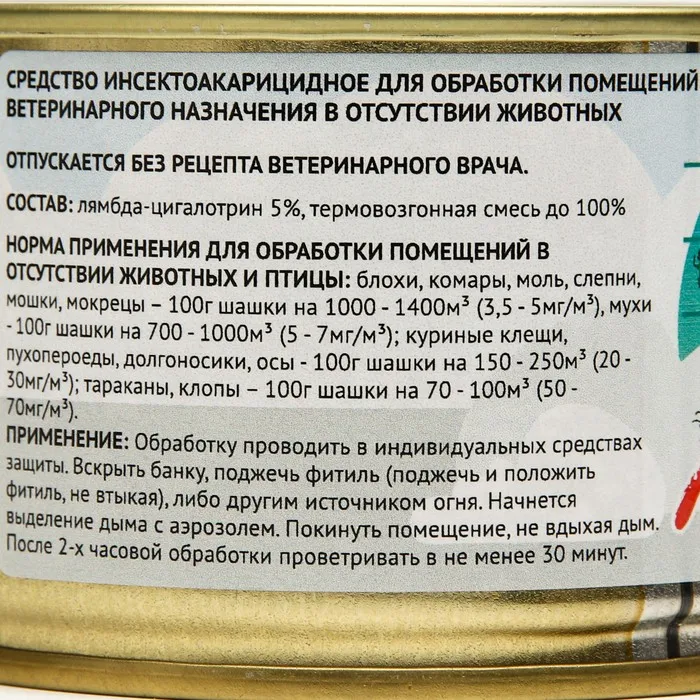 СРЕДСТВО ИНСЕКТОАКАРИЦИДНОЕ ДЛЯ ОБРАБОТКИ ПОМЕЩЕНИЙ
ВЕТЕРИНАРНОГО НАЗНАЧЕНИЯ В ОТСУТСТВИИ ЖИВОТНЫХ
ОТПУСКАЕТСЯ БЕЗ РЕЦЕПТА ВЕТЕРИНАРНОГО ВРАЧА.
СОСТАВ: лямбда-цигалотрин 5%, термовозгонная смесь до 100%
НОРМА ПРИМЕНЕНИЯ ДЛЯ ОБРАБОТКИ ПОМЕЩЕНИЙ В
ОТСУТСТВИИ ЖИВОТНЫХ И ПТИЦЫ: блохи, комары, моль, слепни,
мошки, мокрецы – 100г шашки на 1000 - 1400м³ (3,5 - 5мг/м³), мухи
- 100г шашки на 700 - 1000м³ (5 - 7мг/м³); куриные клещи,
пухопероеды, долгоносики, осы - 100г шашки на 150 - 250м³ (20 -
30мг/м³); тараканы, клопы – 100г шашки на 70 - 100м³ (50 -
70мг/м³).
ПРИМЕНЕНИЕ: Обработку проводить в индивидуальных средствах
защиты. Вскрыть банку, поджечь фитиль (поджечь и положить
фитиль, не втыкая), либо другим источником огня. Начнется
выделение дыма с аэрозолем. Покинуть помещение, не вдыхая дым.
После 2-х часовой обработки проветривать в не менее 30 минут.